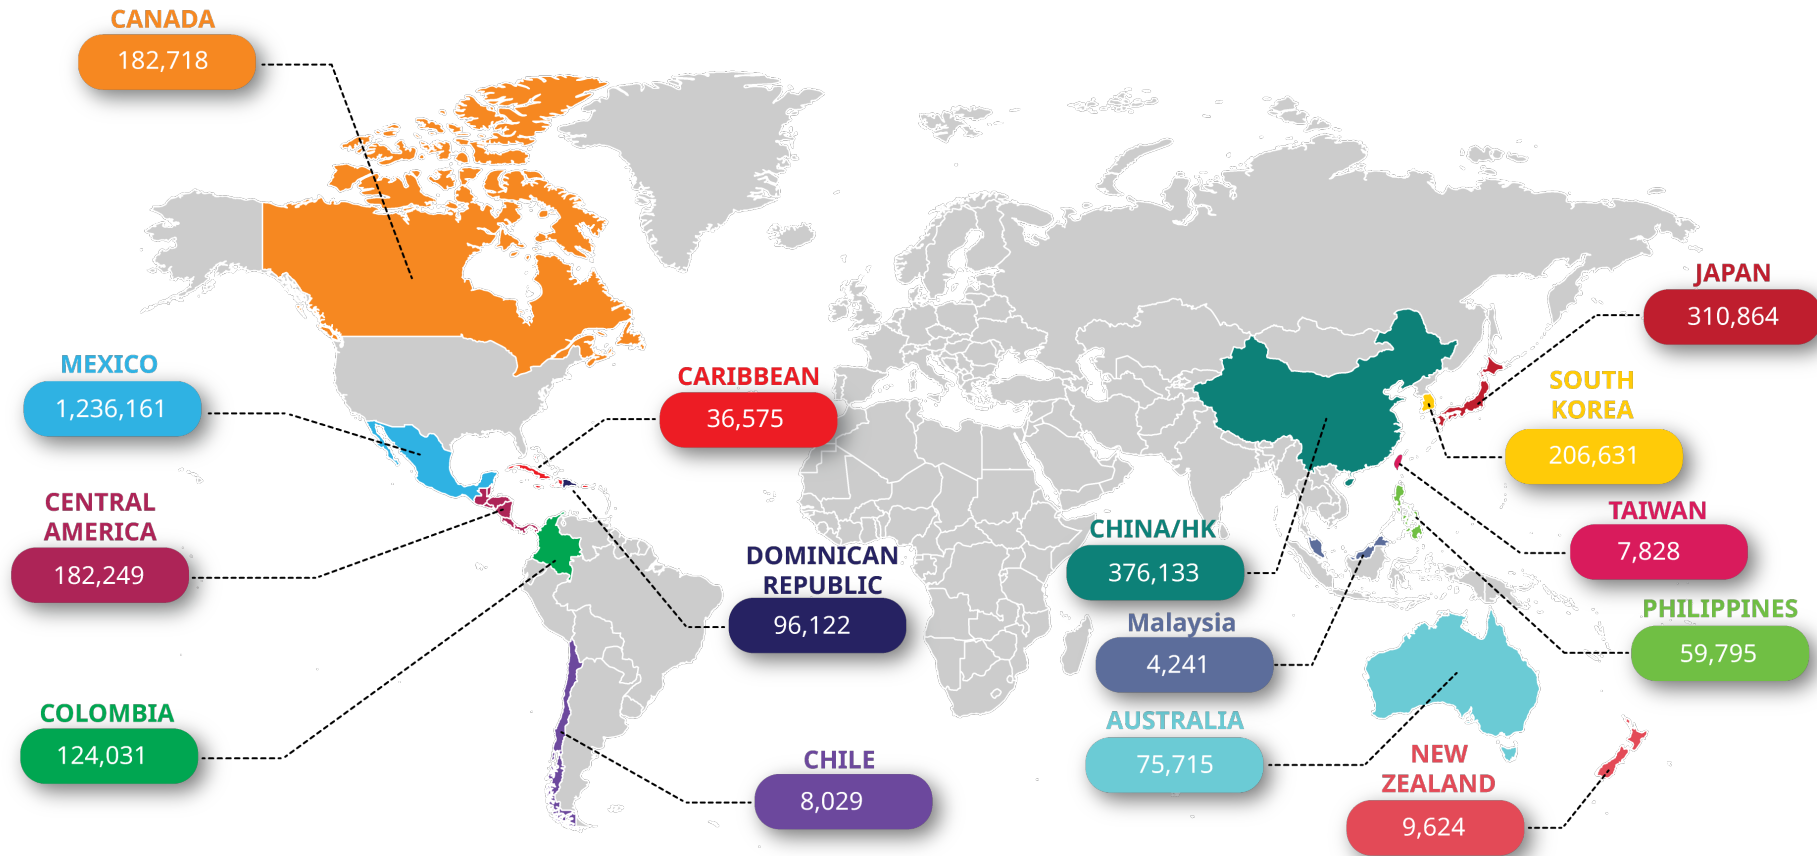 CANADA
182,718
MEXICO
1,236,161
CENTRAL
AMERICA
182,249
COLOMBIA
124,031
CARIBBEAN
36,575
DOMINICAN
REPUBLIC
96,122
CHILE
8,029
JAPAN
310,864
SOUTH
KOREA
206,631
TAIWAN
7,828
CHINA/HK
376,133
PHILIPPINES
59,795
Malaysia
4,241
AUSTRALIA
75,715
NEW
ZEALAND
9,624